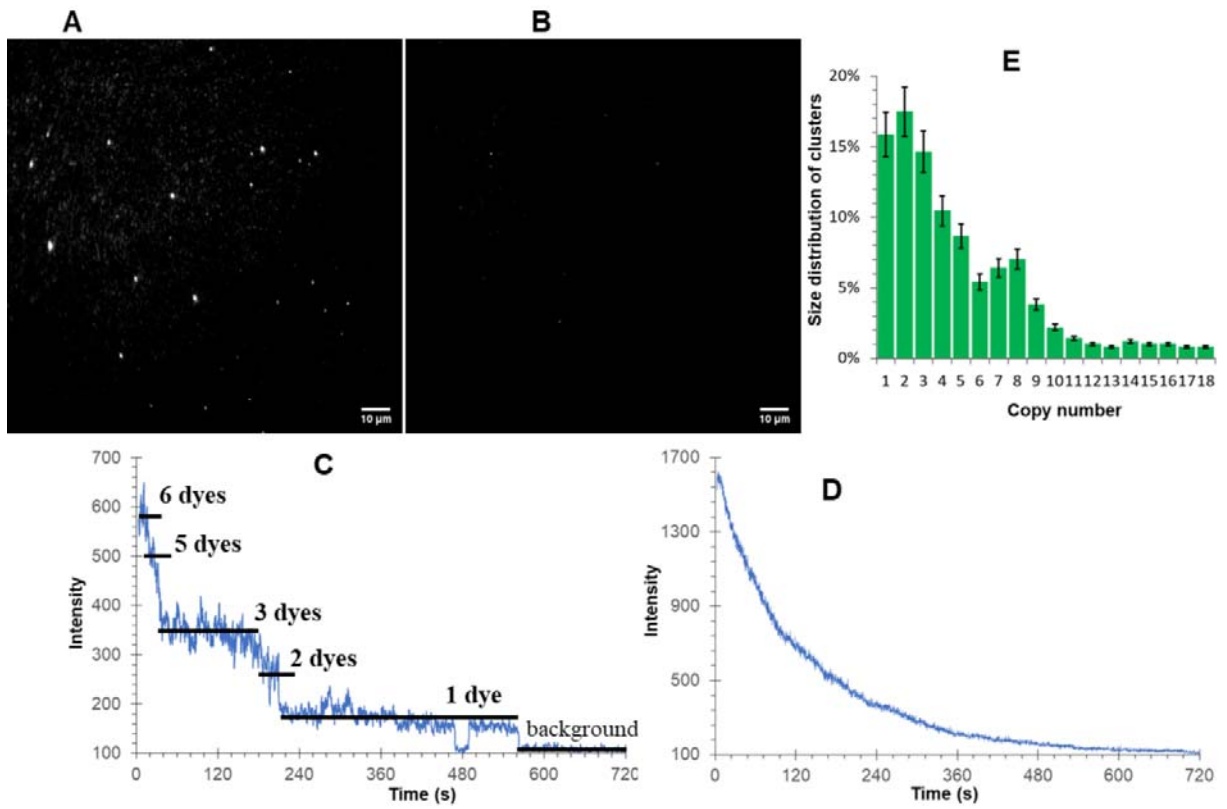 A
B
10 µm
10 µm
E
20%
15%
10%
5%
0%
Size distribution of clusters
1 2 3 4 5 6 7 8 9 10 11 12 13 14 15 16 17 18
Copy number
C
700
600
500
400
300
200
100
Intensity
6 dyes
5 dyes
3 dyes
2 dyes
1 dye
background
0 120 240 360 480 600 720
Time (s)
D
1700
1300
900
500
100
Intensity
0 120 240 360 480 600 720
Time (s)